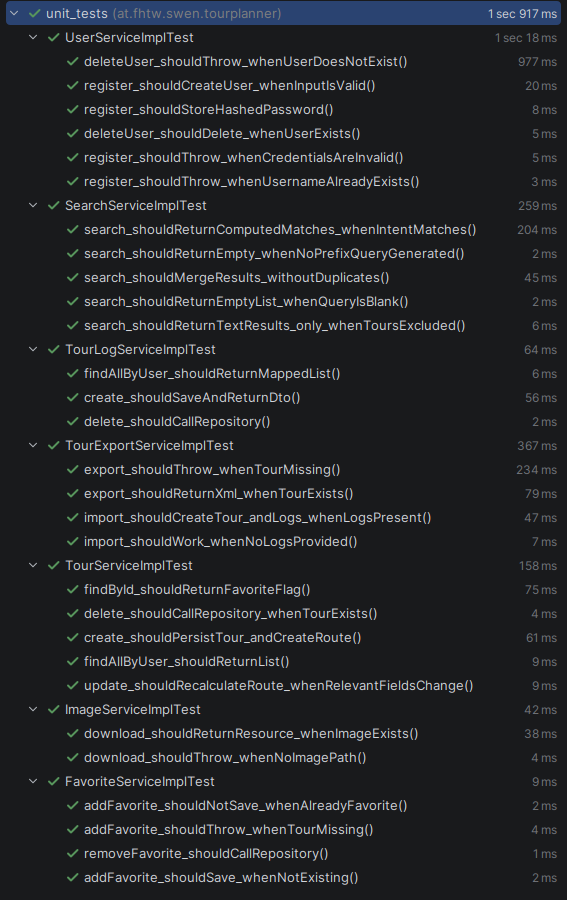 unit_tests (at.fhtw.swen.tourplanner) 1 sec 917 ms
UserServiceImplTest 1 sec 18 ms
deleteUser_shouldThrow_whenUserDoesNotExist() 977 ms
register_shouldCreateUser_whenInputIsValid() 20 ms
register_shouldStoreHashedPassword() 8 ms
deleteUser_shouldDelete_whenUserExists() 5 ms
register_shouldThrow_whenCredentialsAreInvalid() 5 ms
register_shouldThrow_whenUsernameAlreadyExists() 3 ms
SearchServiceImplTest 259 ms
search_shouldReturnComputedMatches_whenIntentMatches() 204 ms
search_shouldReturnEmpty_whenNoPrefixQueryGenerated() 2 ms
search_shouldMergeResults_withoutDuplicates() 45 ms
search_shouldReturnEmptyList_whenQueryIsBlank() 2 ms
search_shouldReturnTextResults_only_whenToursExcluded() 6 ms
TourLogServiceImplTest 64 ms
findAllByUser_shouldReturnMappedList() 6 ms
create_shouldSaveAndReturnDto() 56 ms
delete_shouldCallRepository() 2 ms
TourExportServiceImplTest 367 ms
export_shouldThrow_whenTourMissing() 234 ms
export_shouldReturnXml_whenTourExists() 79 ms
import_shouldCreateTour_andLogs_whenLogsPresent() 47 ms
import_shouldWork_whenNoLogsProvided() 7 ms
TourServiceImplTest 158 ms
findById_shouldReturnFavoriteFlag() 75 ms
delete_shouldCallRepository_whenTourExists() 4 ms
create_shouldPersistTour_andCreateRoute() 61 ms
findAllByUser_shouldReturnList() 9 ms
update_shouldRecalculateRoute_whenRelevantFieldsChange() 9 ms
ImageServiceImplTest 42 ms
download_shouldReturnResource_whenImageExists() 38 ms
download_shouldThrow_whenNoImagePath() 4 ms
FavoriteServiceImplTest 9 ms
addFavorite_shouldNotSave_whenAlreadyFavorite() 2 ms
addFavorite_shouldThrow_whenTourMissing() 4 ms
removeFavorite_shouldCallRepository() 1 ms
addFavorite_shouldSave_whenNotExisting() 2 ms